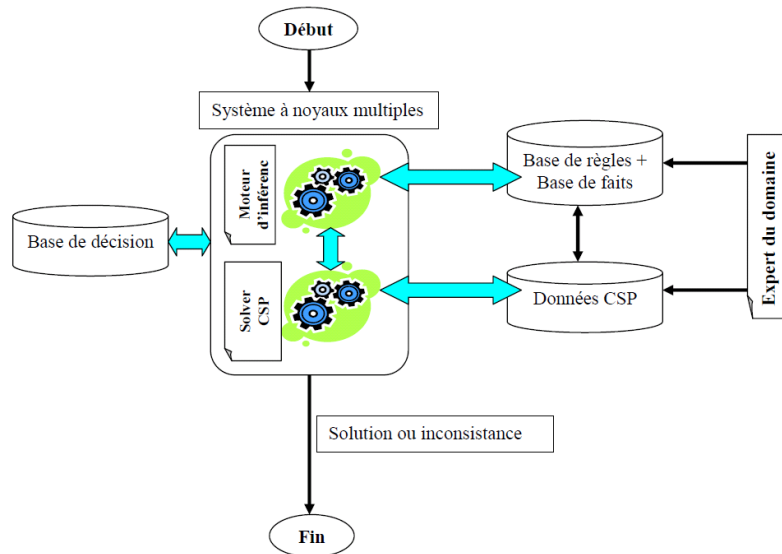 Début
Système à noyaux multiples
Moteur
d'inférenc
Base de règles +
Base de faits
Expert du domaine
Base de décision
Solver
CSP
Données CSP
Solution ou inconsistance
Fin